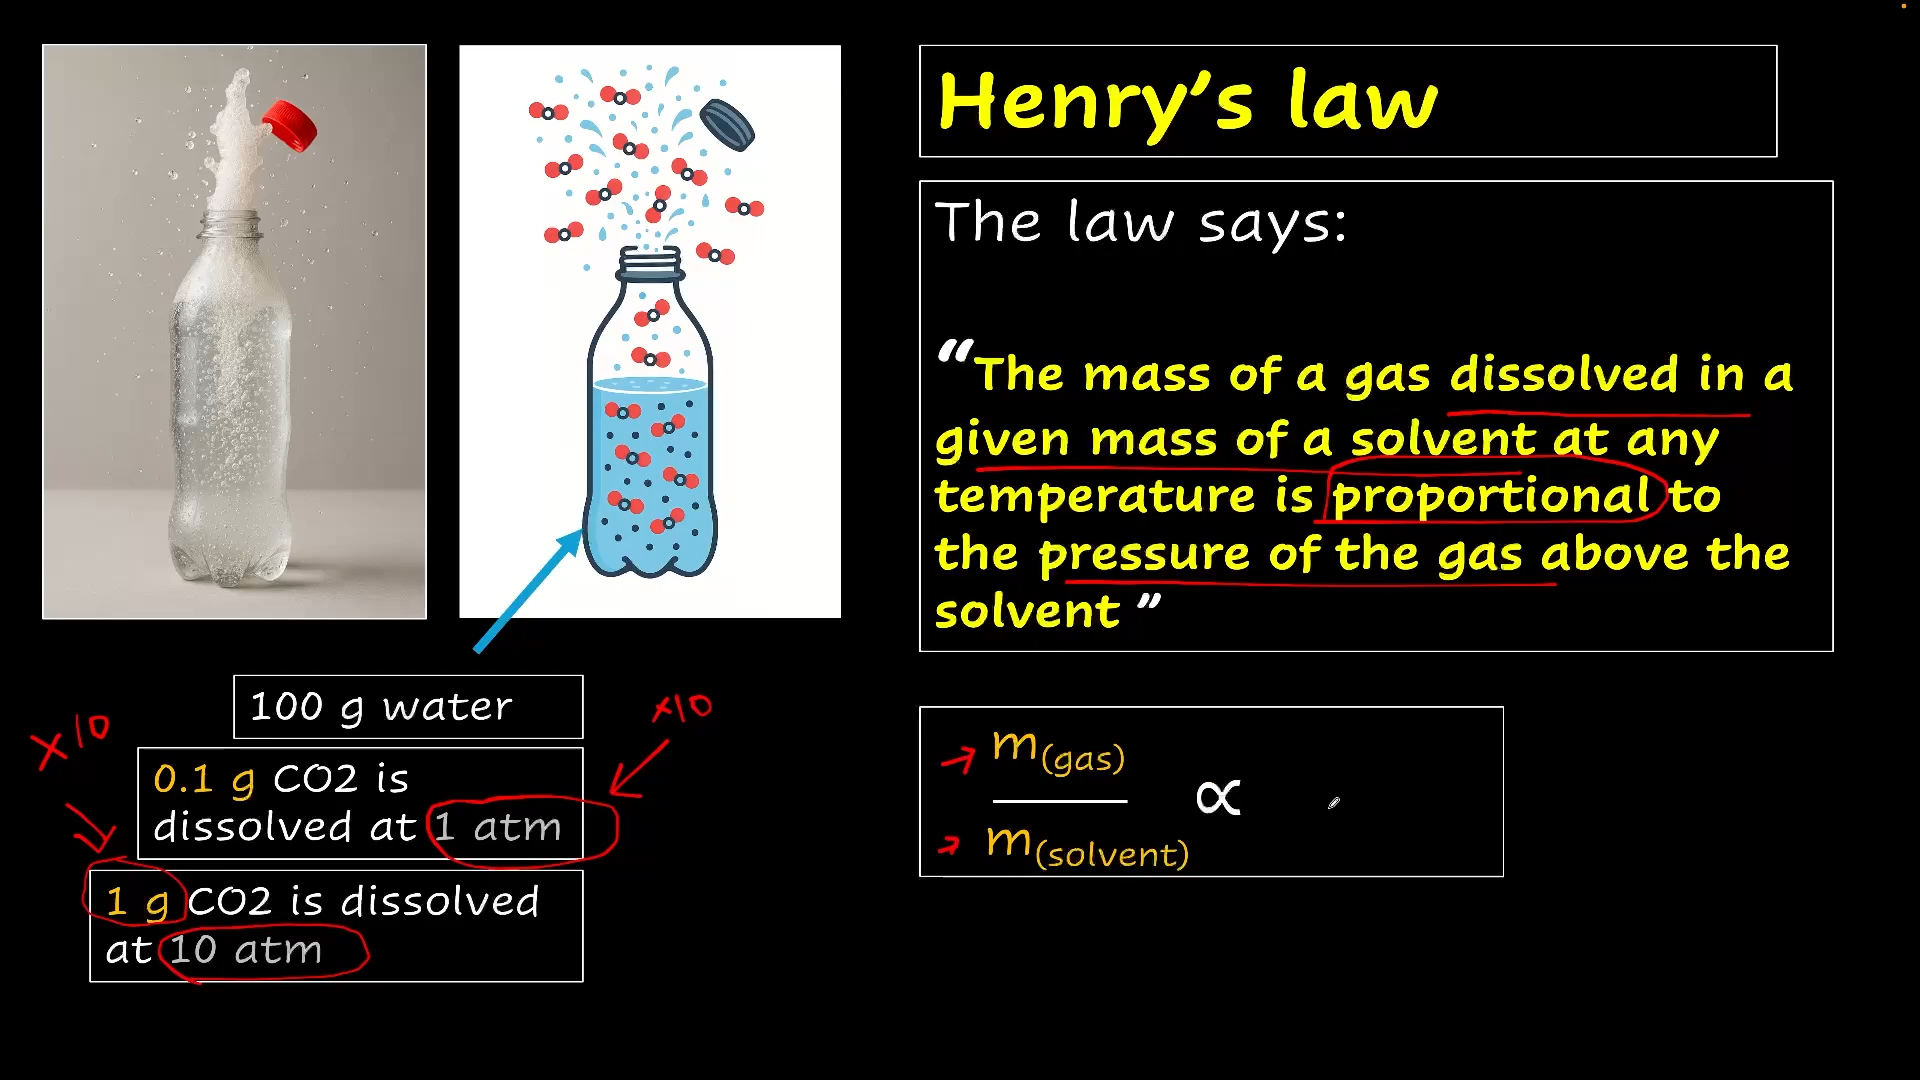 Henry's law
The law says:
“The mass of a gas dissolved in a
given mass of a solvent at any
temperature is proportional to
the pressure of the gas above the
solvent ”
100 g water
×10
×10
0.1 g CO2 is
dissolved at 1 atm
1 g CO2 is dissolved
at 10 atm
m(gas)
∝
m(solvent)